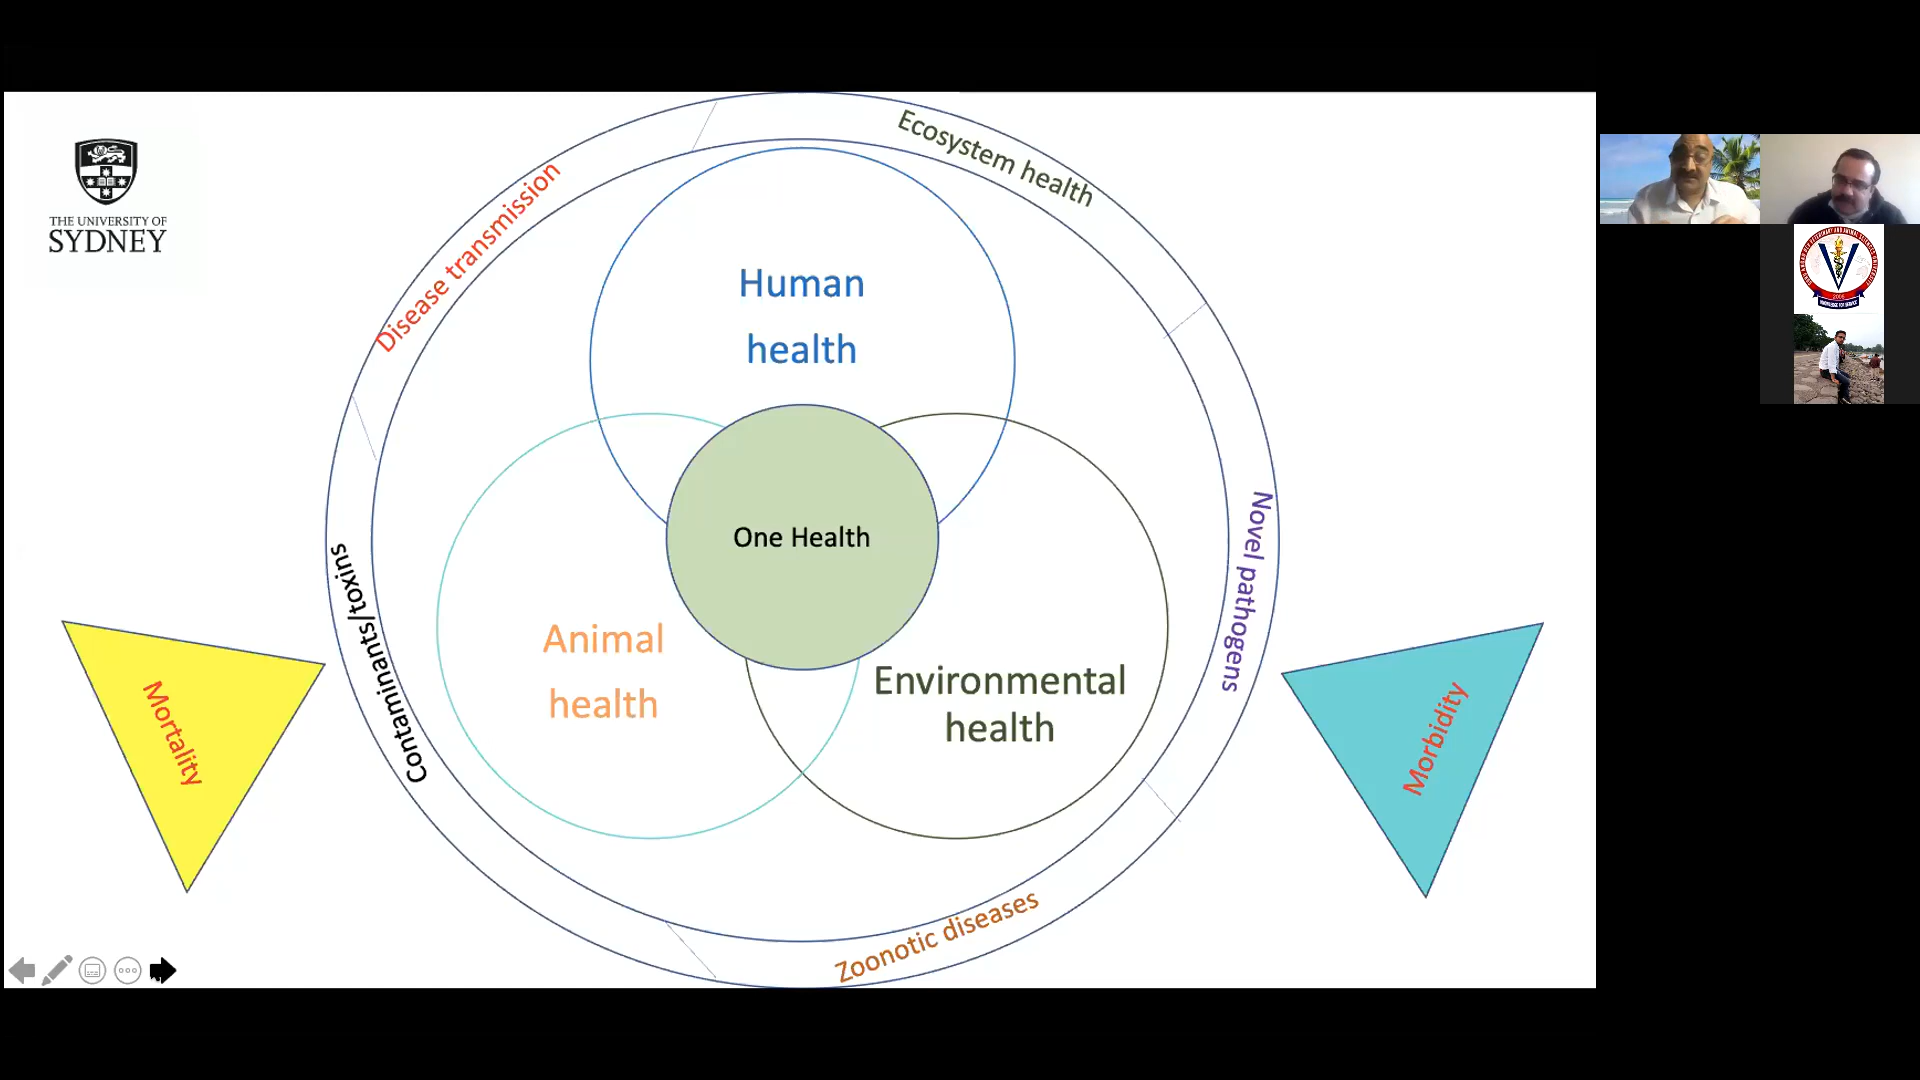 THE UNIVERSITY OF
SYDNEY
Ecosystem health
Disease transmission
Human
health
One Health
Novel pathogens
Contaminants/toxins
Animal
health
Environmental
health
Mortality
Morbidity
Zoonotic diseases
V